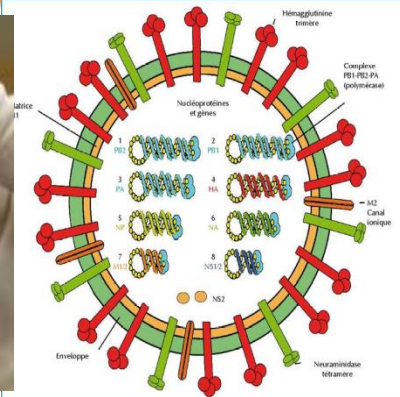 Hémagglutinine
trimère
Complexe
PB1-PB2-PA
(polymécase)
Nucléoprotéines
et gènes
1
PB2
2
PB1
3
PA
4
HA
5
NP
6
NA
7
M1/2
8
NS1/2
NS2
M2
Canal
ionique
Enveloppe
Neuraminidase
tétramère